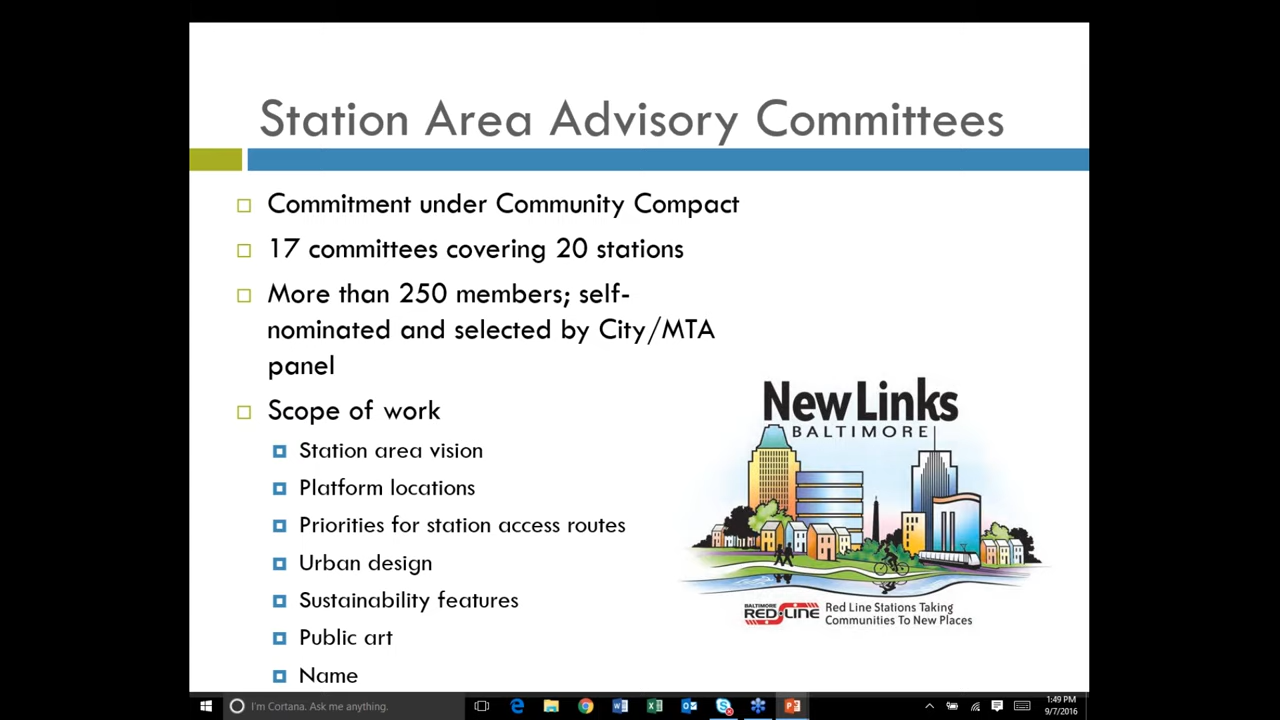 Station Area Advisory Committees
Commitment under Community Compact
17 committees covering 20 stations
More than 250 members; self-
nominated and selected by City/MTA
panel
Scope of work
Station area vision
Platform locations
Priorities for station access routes
Urban design
Sustainability features
Public art
Name
New Links
BALTIMORE
BALTIMORE
RED LINE
Red Line Stations Taking
Communities To New Places
I'm Cortana. Ask me anything.
1:49 PM
9/7/2016